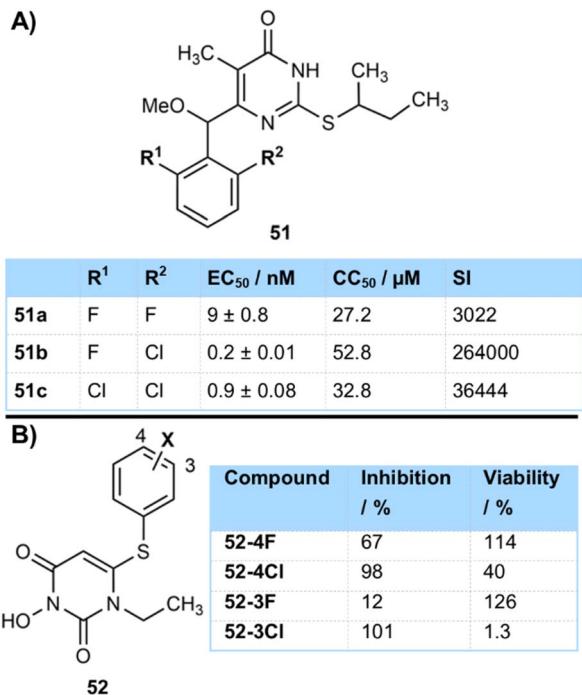 A)
O
H₃C
NH
CH₃
MeO
N
S
CH₃
R¹
R²
51
R¹ R² EC₅₀ / nM CC₅₀ / µM SI
51a F F 9 ± 0.8 27.2 3022
51b F Cl 0.2 ± 0.01 52.8 264000
51c Cl Cl 0.9 ± 0.08 32.8 36444
B)
4 X
3
S
O
N
N
CH₃
HO
O
52
Compound Inhibition / % Viability / %
52-4F 67 114
52-4Cl 98 40
52-3F 12 126
52-3Cl 101 1.3